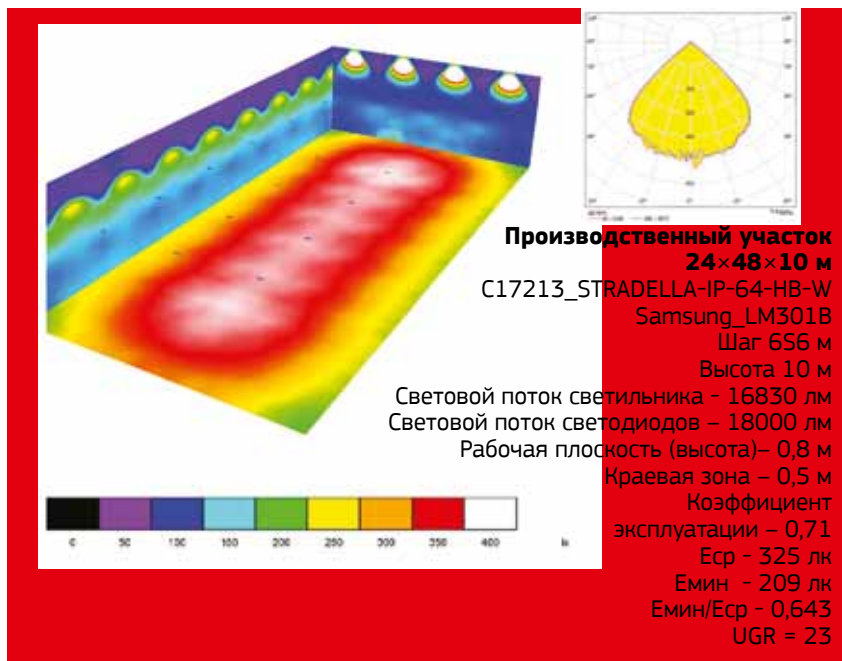 Производственный участок
24×48×10 м
C17213_STRADELLA-IP-64-HB-W
Samsung_LM301B
Шаг 6S6 м
Высота 10 м
Световой поток светильника - 16830 лм
Световой поток светодиодов – 18000 лм
Рабочая плоскость (высота)– 0,8 м
Краевая зона – 0,5 м
Коэффициент
эксплуатации – 0,71
Еср - 325 лк
Емин - 209 лк
Емин/Еср - 0,643
UGR = 23
0 50 100 150 200 250 300 350 400 lx